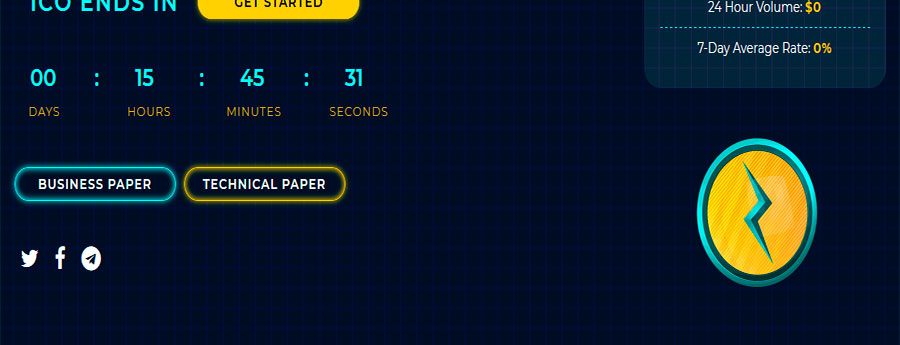 ICO ENDS IN GET STARTED
24 Hour Volume: $0
7-Day Average Rate: 0%
00 : 15 : 45 : 31
DAYS HOURS MINUTES SECONDS
BUSINESS PAPER TECHNICAL PAPER